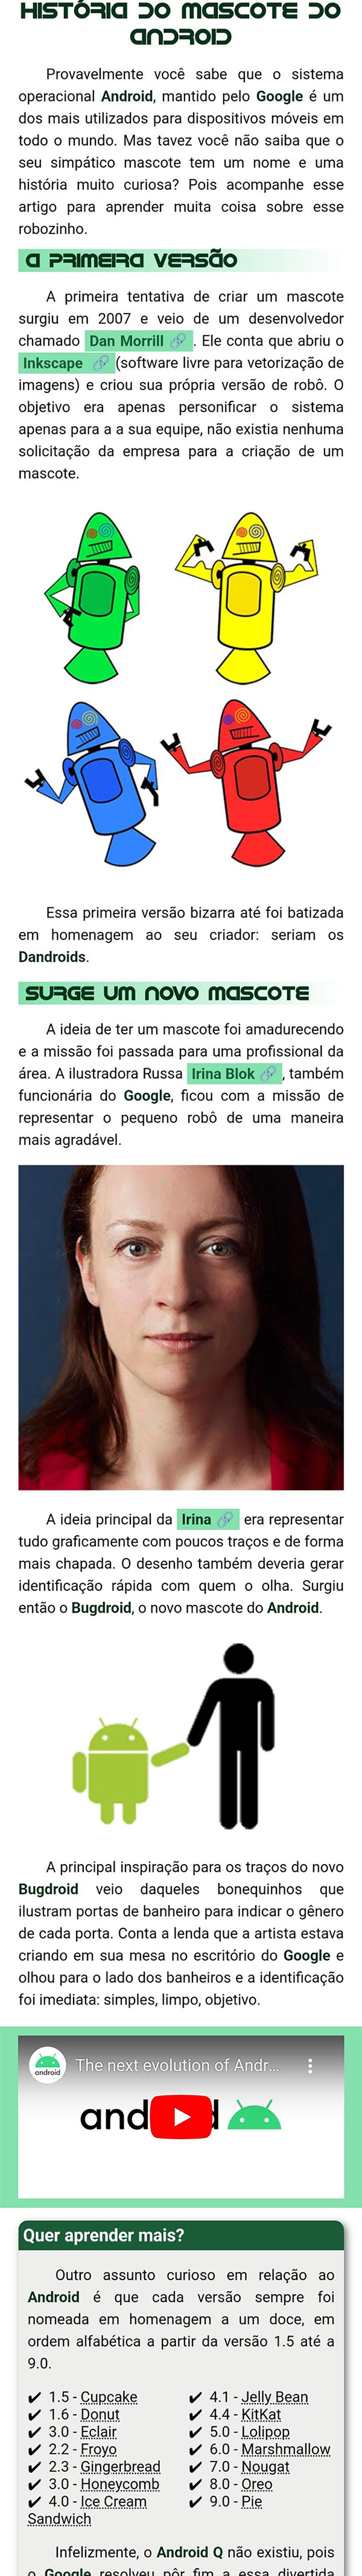 HISTÓRIA DO MASCOTE DO
ANDROID
Provavelmente você sabe que o sistema
operacional Android, mantido pelo Google é um
dos mais utilizados para dispositivos móveis em
todo o mundo. Mas tavez você não saiba que o
seu simpático mascote tem um nome e uma
história muito curiosa? Pois acompanhe esse
artigo para aprender muita coisa sobre esse
robozinho.
A PRIMEIRA VERSÃO
A primeira tentativa de criar um mascote
surgiu em 2007 e veio de um desenvolvedor
chamado Dan Morrill 🔗 . Ele conta que abriu o
Inkscape 🔗 (software livre para vetorização de
imagens) e criou sua própria versão de robô. O
objetivo era apenas personificar o sistema
apenas para a a sua equipe, não existia nenhuma
solicitação da empresa para a criação de um
mascote.
Essa primeira versão bizarra até foi batizada
em homenagem ao seu criador: seriam os
Dandroids.
SURGE UM NOVO MASCOTE
A ideia de ter um mascote foi amadurecendo
e a missão foi passada para uma profissional da
área. A ilustradora Russa Irina Blok 🔗 , também
funcionária do Google, ficou com a missão de
representar o pequeno robô de uma maneira
mais agradável.
A ideia principal da Irina 🔗 era representar
tudo graficamente com poucos traços e de forma
mais chapada. O desenho também deveria gerar
identificação rápida com quem o olha. Surgiu
então o Bugdroid, o novo mascote do Android.
A principal inspiração para os traços do novo
Bugdroid veio daqueles bonequinhos que
ilustram portas de banheiro para indicar o gênero
de cada porta. Conta a lenda que a artista estava
criando em sua mesa no escritório do Google e
olhou para o lado dos banheiros e a identificação
foi imediata: simples, limpo, objetivo.
android
The next evolution of Andr...
and d
Quer aprender mais?
Outro assunto curioso em relação ao
Android é que cada versão sempre foi
nomeada em homenagem a um doce, em
ordem alfabética a partir da versão 1.5 até a
9.0.
✔ 1.5 - Cupcake
✔ 1.6 - Donut
✔ 3.0 - Eclair
✔ 2.2 - Froyo
✔ 2.3 - Gingerbread
✔ 3.0 - Honeycomb
✔ 4.0 - Ice Cream
Sandwich
✔ 4.1 - Jelly Bean
✔ 4.4 - KitKat
✔ 5.0 - Lolipop
✔ 6.0 - Marshmallow
✔ 7.0 - Nougat
✔ 8.0 - Oreo
✔ 9.0 - Pie
Infelizmente, o Android Q não existiu, pois
o Google resolveu pôr fim a essa divertida